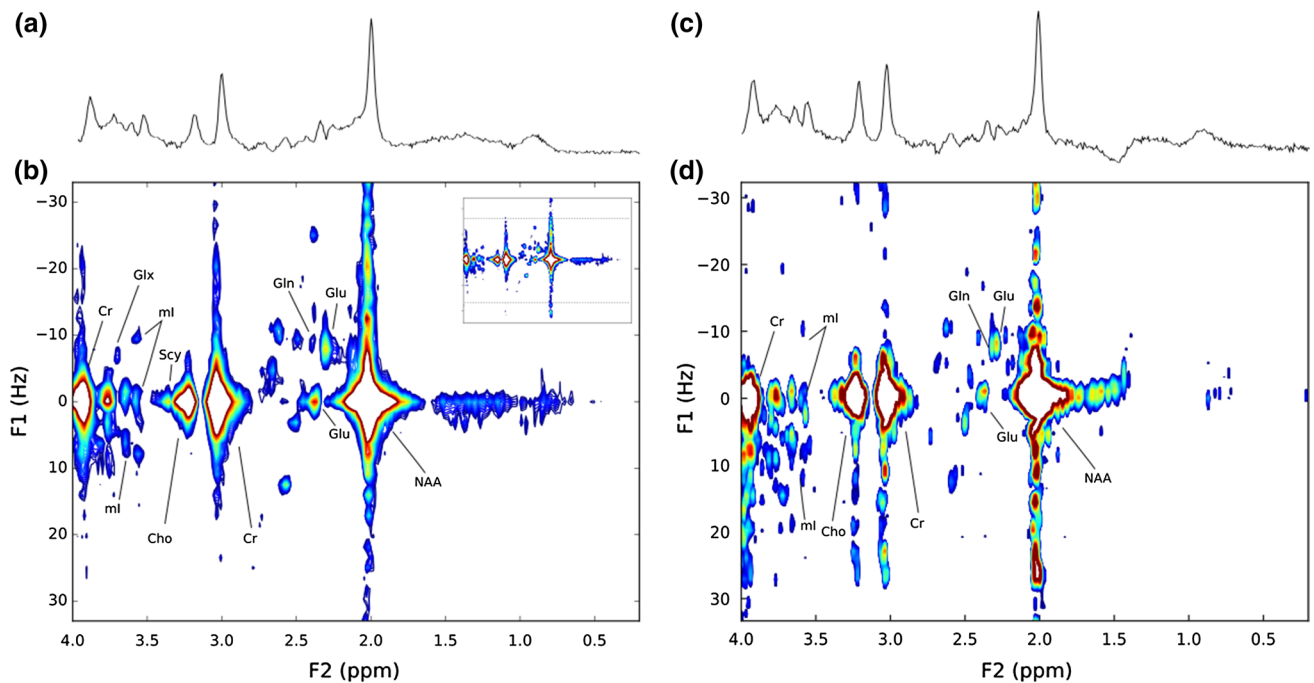 (a)
(c)
(b)
−30
−20
−10
0
10
20
30
F1 (Hz)
Cr
Glx
mI
Scy
Gln
Glu
Glu
NAA
mI
Cho
Cr
4.0 3.5 3.0 2.5 2.0 1.5 1.0 0.5
F2 (ppm)
(d)
−30
−20
−10
0
10
20
30
F1 (Hz)
Cr
mI
Gln Glu
Glu
NAA
mI
Cho
Cr
4.0 3.5 3.0 2.5 2.0 1.5 1.0 0.5
F2 (ppm)